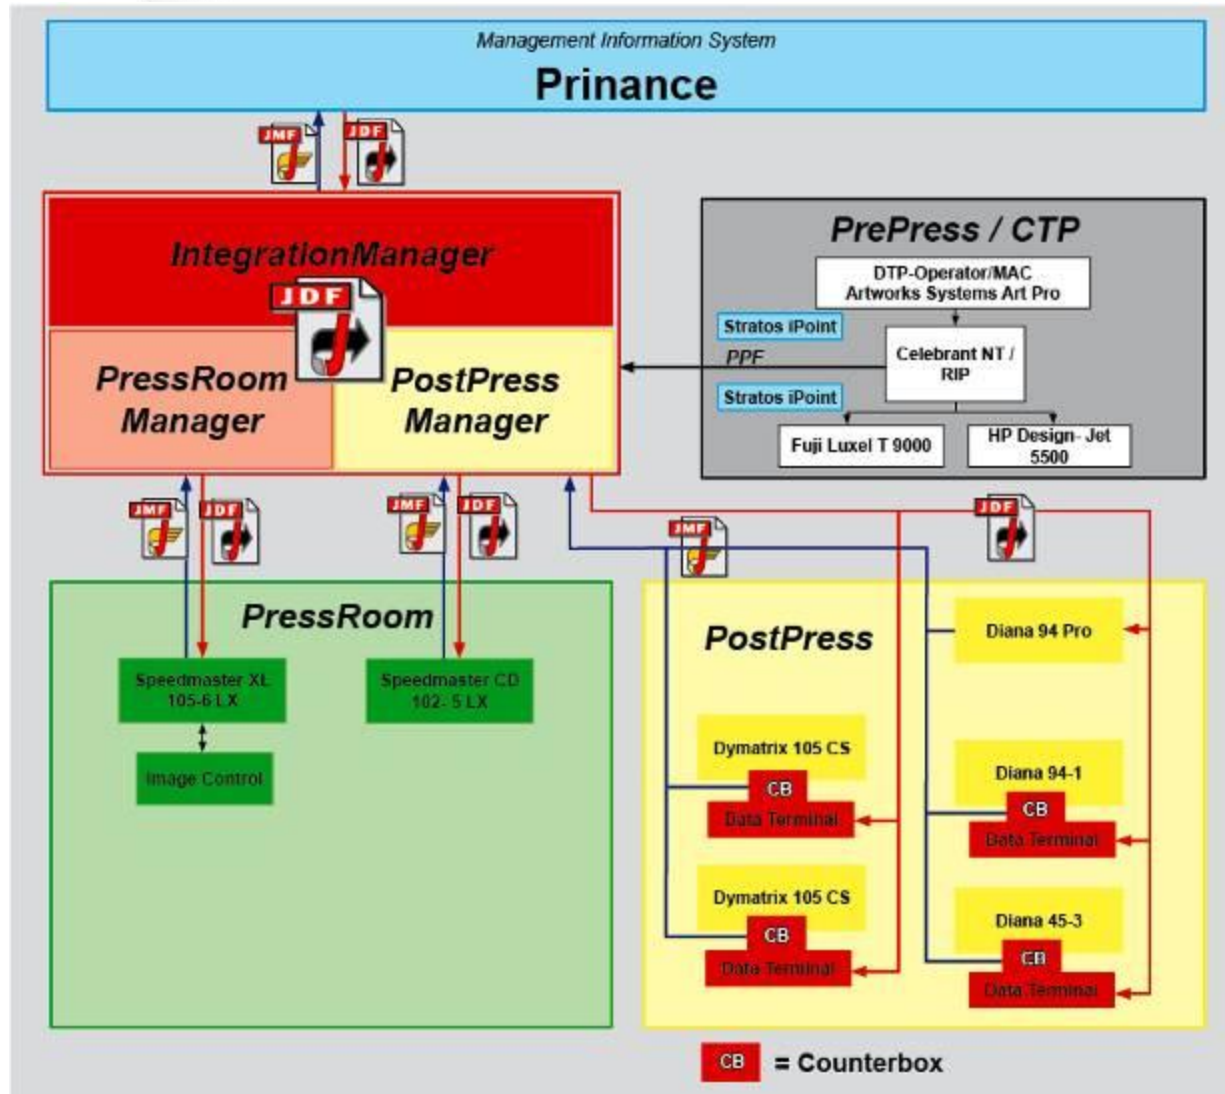 Management Information System
Prinance
JMF
JDF
IntegrationManager
JDF
PressRoom
Manager
PostPress
Manager
PrePress / CTP
DTP-Operator/MAC
Artworks Systems Art Pro
Stratos iPoint
PPF
Celebrant NT /
RIP
Stratos iPoint
Fuji Luxel T 9000
HP Design- Jet
5500
JMF
JDF
JMF
JDF
JMF
JDF
PressRoom
Speedmaster XL
105-6 LX
Speedmaster CD
102- 5 LX
Image Control
PostPress
Diana 94 Pro
Dymatrix 105 CS
CB
Data Terminal
Diana 94-1
CB
Data Terminal
Dymatrix 105 CS
CB
Data Terminal
Diana 45-3
CB
Data Terminal
CB = Counterbox